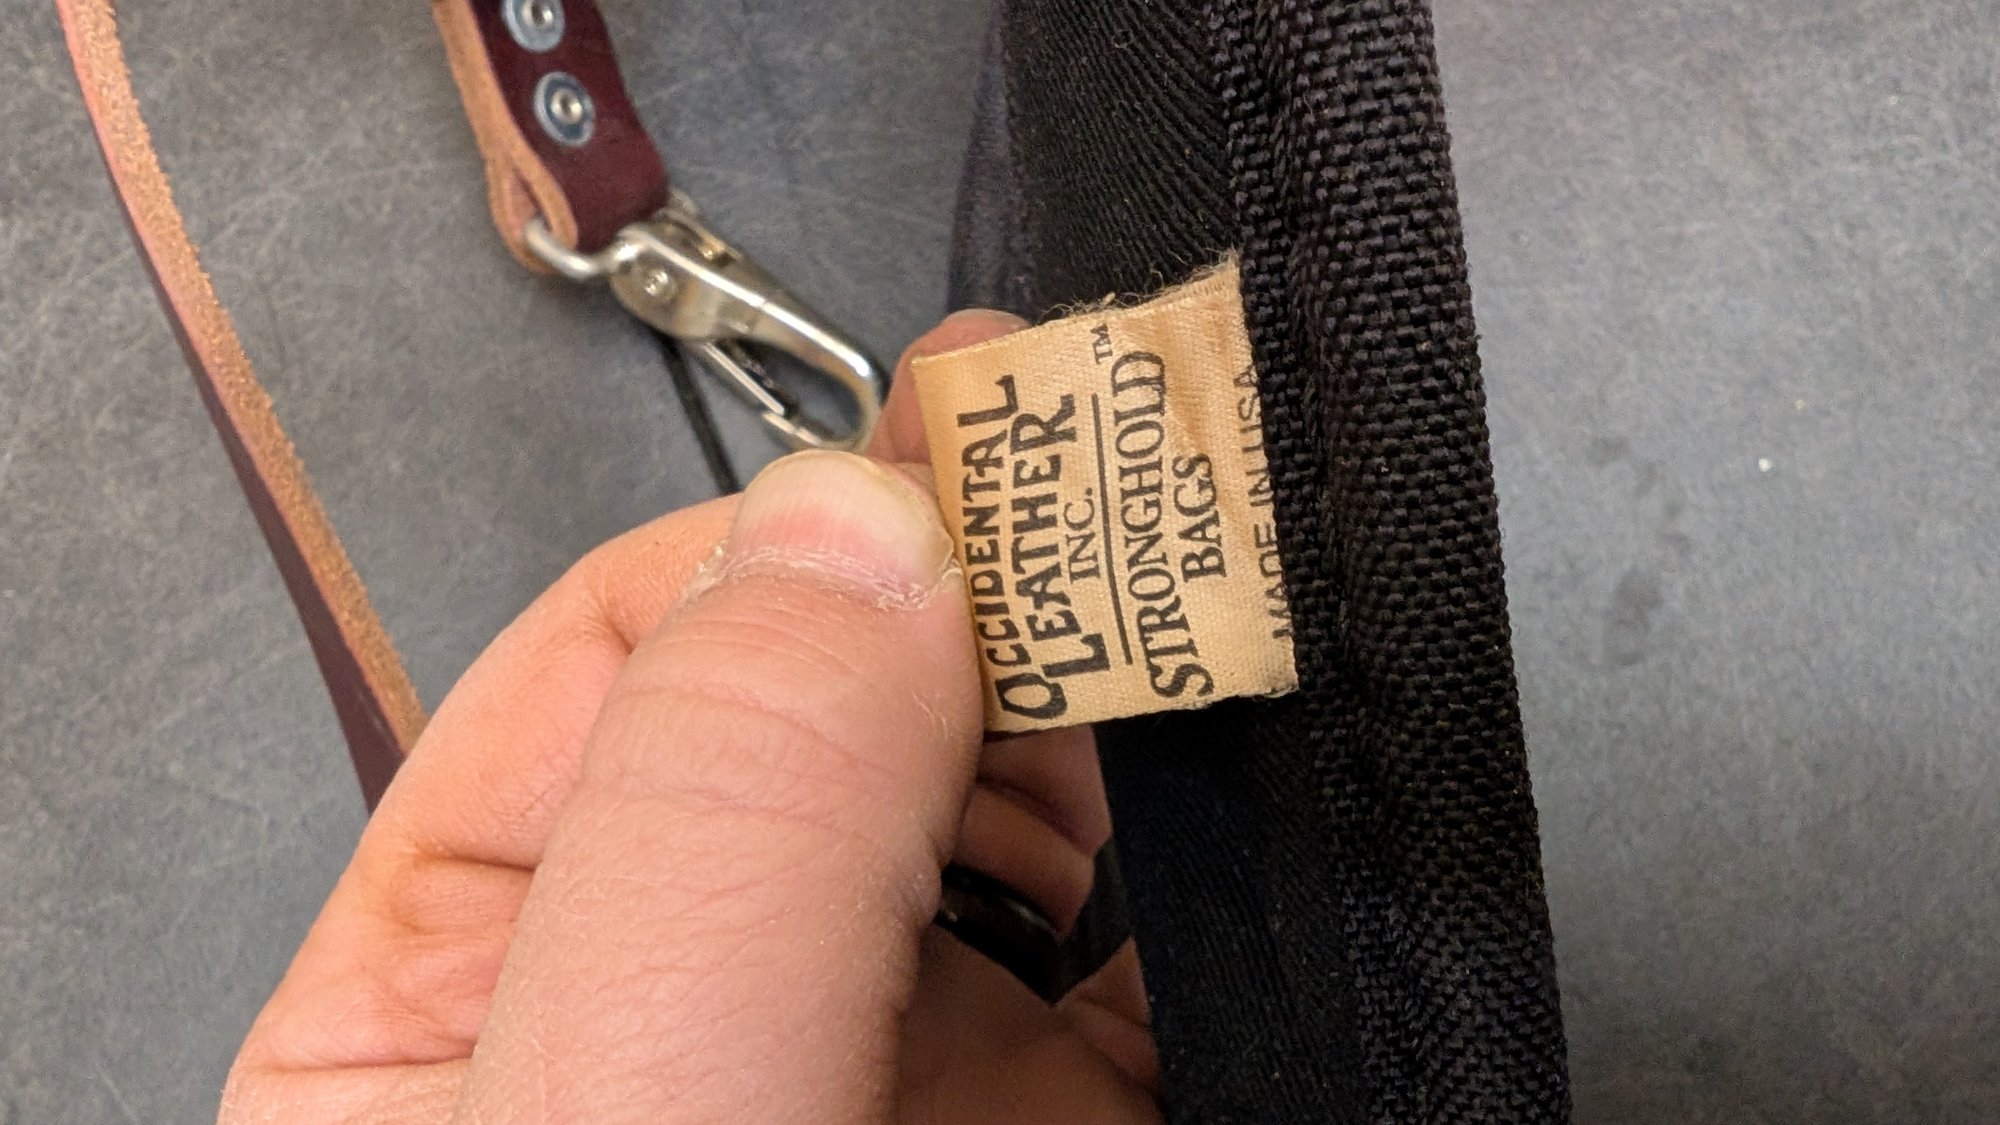 OCCIDENTAL
LEATHER
INC.
STRONGHOLD™
BAGS
MADE IN USA